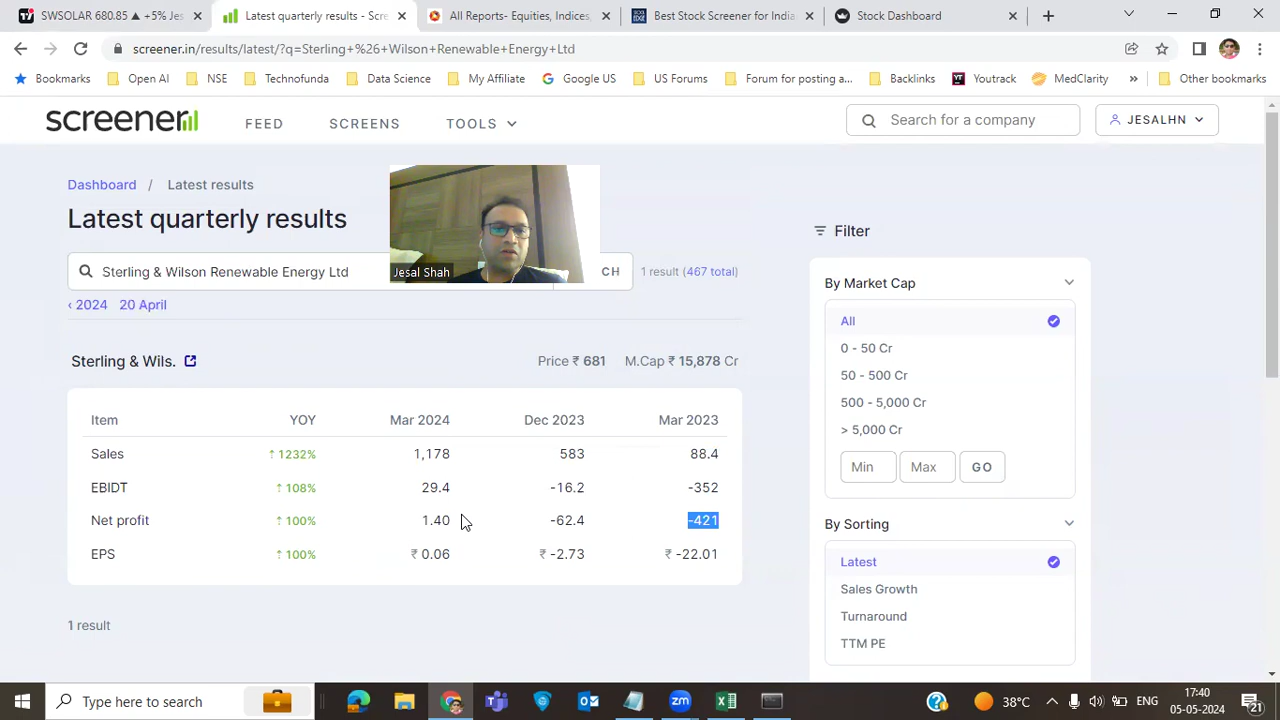 SWSOLAR 680.85 ▲ +5% Jes
Latest quarterly results - Scre
All Reports- Equities, Indices,
Best Stock Screener for India
Stock Dashboard
screener.in/results/latest/?q=Sterling+%26+Wilson+Renewable+Energy+Ltd
Bookmarks
Open AI
NSE
Technofunda
Data Science
My Affiliate
Google US
US Forums
Forum for posting a...
Backlinks
Youtrack
MedClarity
»
Other bookmarks
screener
FEED
SCREENS
TOOLS
Search for a company
JESALHN
Dashboard / Latest results
Latest quarterly results
Sterling & Wilson Renewable Energy Ltd
CH
1 result (467 total)
Jesal Shah
‹ 2024 20 April
Sterling & Wils.
Price ₹ 681 M.Cap ₹ 15,878 Cr
Item YOY Mar 2024 Dec 2023 Mar 2023
Sales ↑ 1232% 1,178 583 88.4
EBIDT ↑ 108% 29.4 -16.2 -352
Net profit ↑ 100% 1.40 -62.4 -421
EPS ↑ 100% ₹ 0.06 ₹ -2.73 ₹ -22.01
1 result
Filter
By Market Cap
All
0 - 50 Cr
50 - 500 Cr
500 - 5,000 Cr
> 5,000 Cr
Min Max GO
By Sorting
Latest
Sales Growth
Turnaround
TTM PE
Type here to search
38°C
ENG
17:40
05-05-2024
21